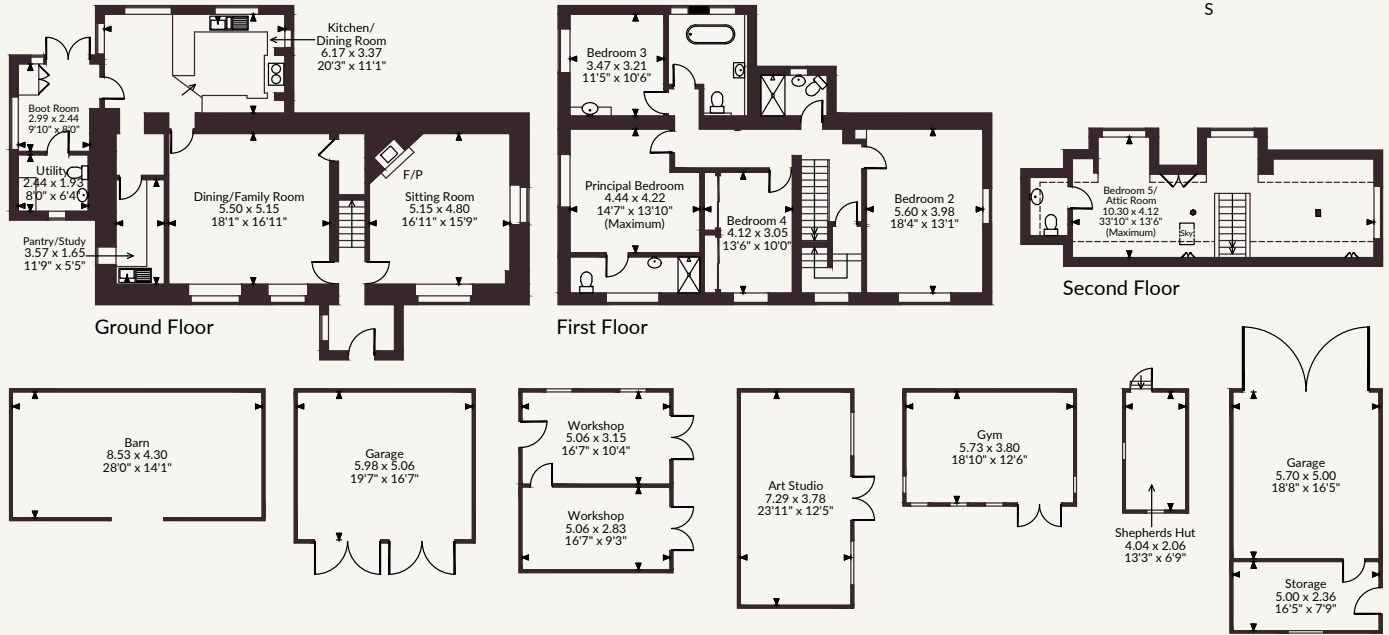 S
Kitchen/
Dining Room
6.17 x 3.37
20'3" x 11'1"
Boot Room
2.99 x 2.44
9'10" x 8'0"
Utility
2.44 x 1.93
8'0" x 6'4"
Dining/Family Room
5.50 x 5.15
18'1" x 16'11"
F/P
Sitting Room
5.15 x 4.80
16'11" x 15'9"
Pantry/Study
3.57 x 1.65
11'9" x 5'5"
Ground Floor
Bedroom 3
3.47 x 3.21
11'5" x 10'6"
Principal Bedroom
4.44 x 4.22
14'7" x 13'10"
(Maximum)
Bedroom 4
4.12 x 3.05
13'6" x 10'0"
Bedroom 2
5.60 x 3.98
18'4" x 13'1"
First Floor
Bedroom 5/
Attic Room
10.30 x 4.12
33'10" x 13'6"
(Maximum)
Sky
Second Floor
Barn
8.53 x 4.30
28'0" x 14'1"
Garage
5.98 x 5.06
19'7" x 16'7"
Workshop
5.06 x 3.15
16'7" x 10'4"
Workshop
5.06 x 2.83
16'7" x 9'3"
Art Studio
7.29 x 3.78
23'11" x 12'5"
Gym
5.73 x 3.80
18'10" x 12'6"
Shepherds Hut
4.04 x 2.06
13'3" x 6'9"
Garage
5.70 x 5.00
18'8" x 16'5"
Storage
5.00 x 2.36
16'5" x 7'9"